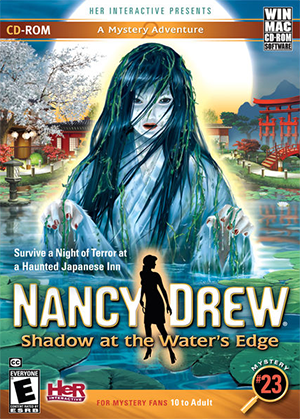 HER INTERACTIVE PRESENTS
CD-ROM
A Mystery Adventure
WIN
MAC
CD-ROM
SOFTWARE
Survive a Night of Terror at
a Haunted Japanese Inn
NANCY DREW
Shadow at the Water's Edge
MYSTERY
#23
CC
EVERYONE
E
ESRB
HeR
INTERACTIVE
FOR MYSTERY FANS 10 to Adult